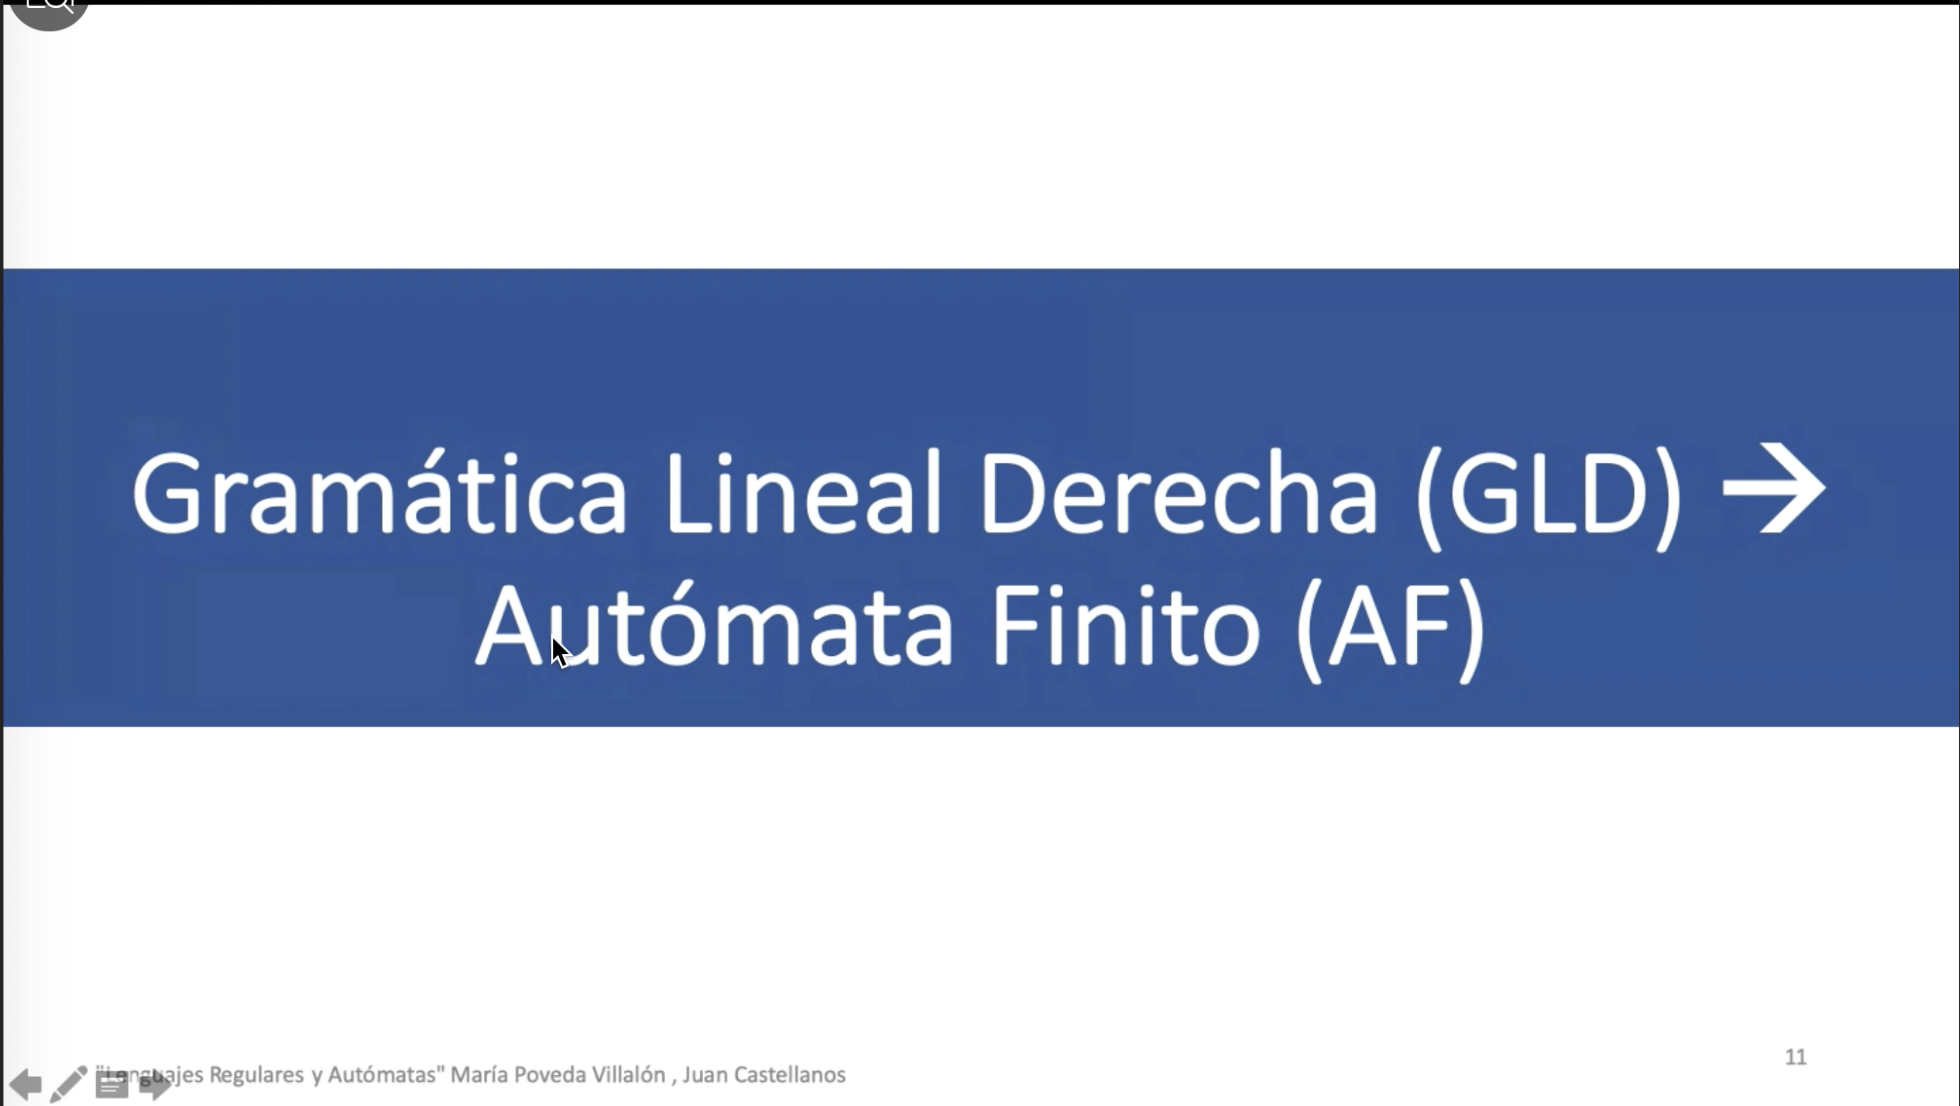 Gramática Lineal Derecha (GLD) →
Autómata Finito (AF)
11
"Lenguajes Regulares y Autómatas" María Poveda Villalón , Juan Castellanos